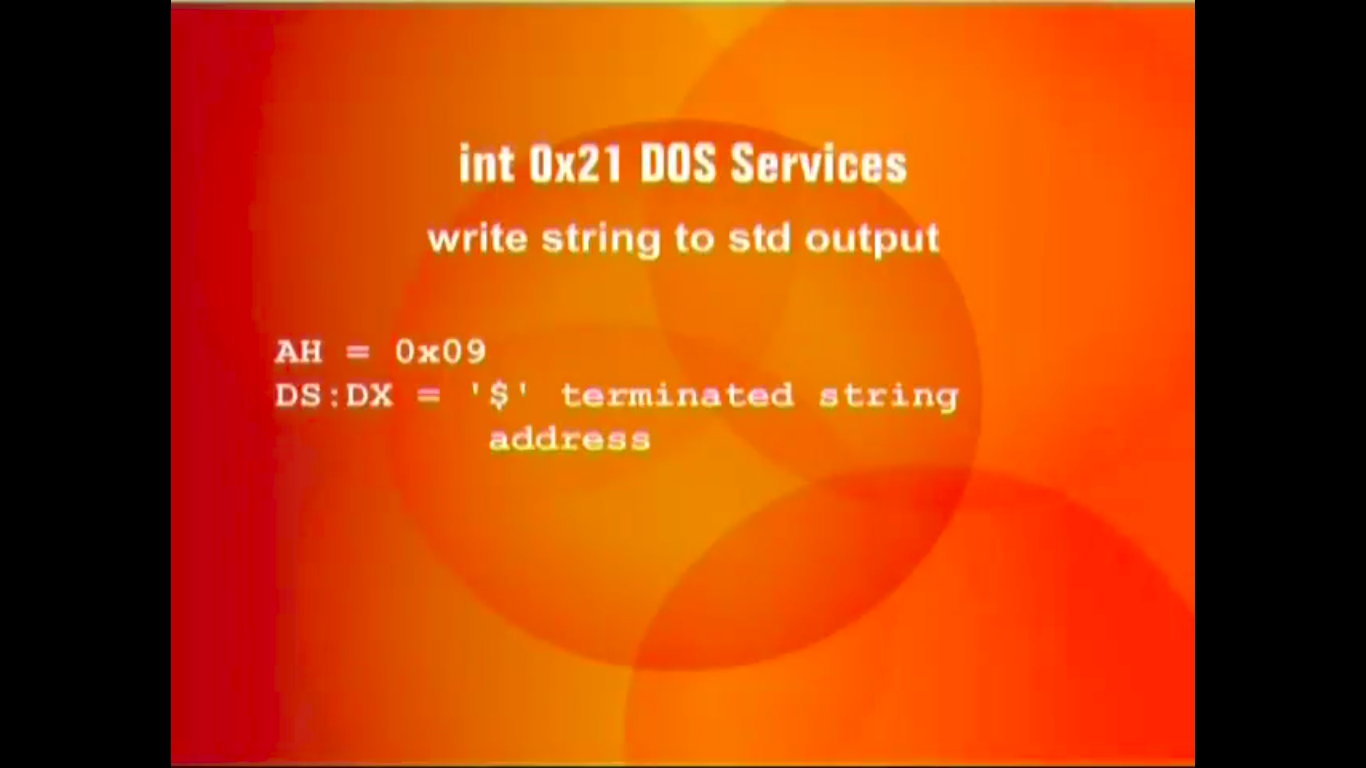 int 0x21 DOS Services
write string to std output
AH = 0x09
DS:DX = '$' terminated string
address